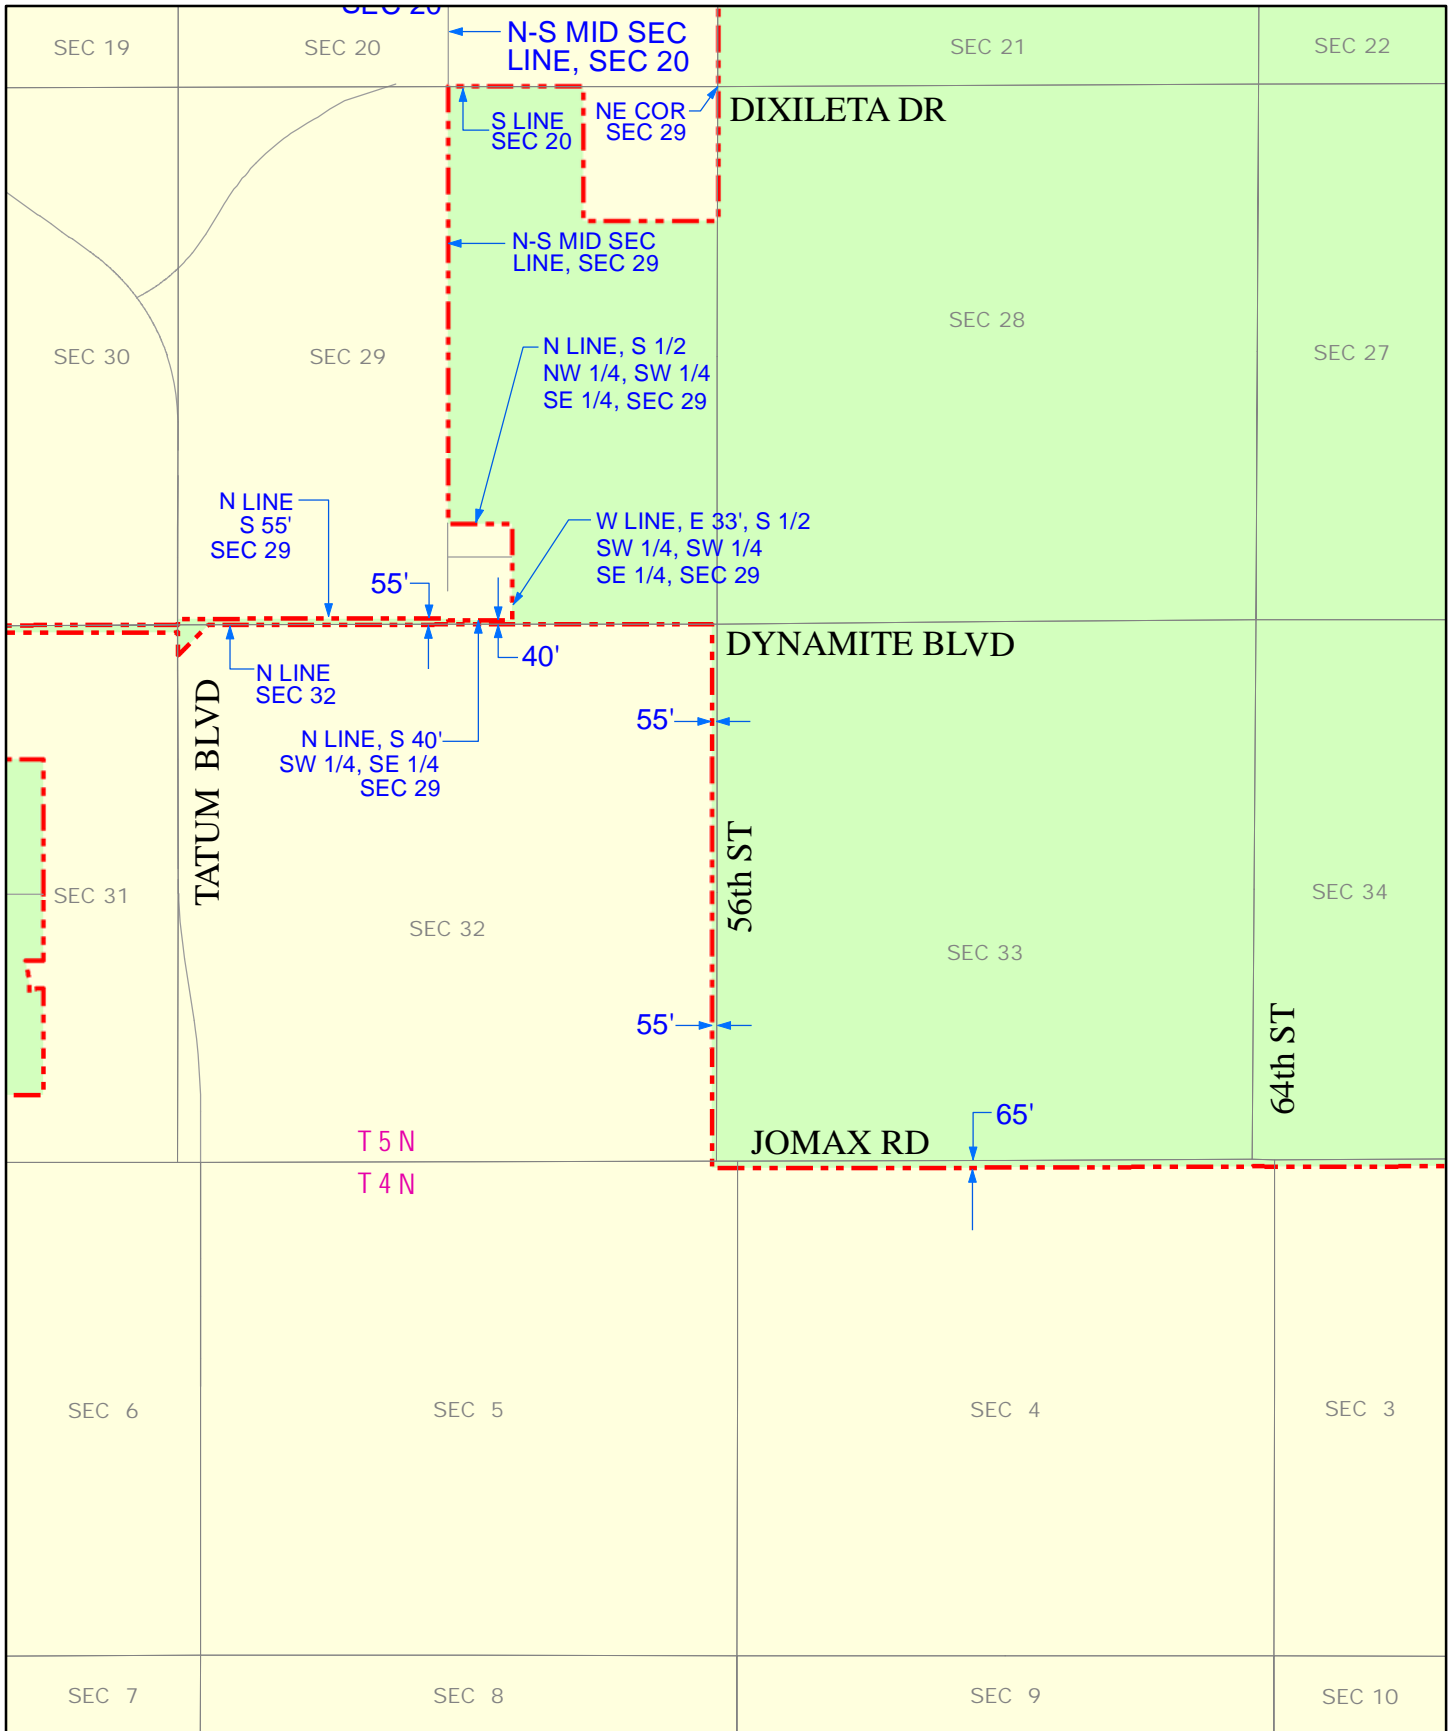 SEC 20
SEC 19
SEC 20
N-S MID SEC
LINE, SEC 20
SEC 21
SEC 22
S LINE
SEC 20
NE COR
SEC 29
DIXILETA DR
N-S MID SEC
LINE, SEC 29
SEC 30
SEC 29
N LINE, S 1/2
NW 1/4, SW 1/4
SE 1/4, SEC 29
SEC 28
SEC 27
N LINE
S 55'
SEC 29
55'
W LINE, E 33', S 1/2
SW 1/4, SW 1/4
SE 1/4, SEC 29
N LINE
SEC 32
40'
DYNAMITE BLVD
TATUM BLVD
N LINE, S 40'
SW 1/4, SE 1/4
SEC 29
55'
56th ST
SEC 31
SEC 32
SEC 33
SEC 34
55'
64th ST
65'
T 5 N
JOMAX RD
T 4 N
SEC 6
SEC 5
SEC 4
SEC 3
SEC 7
SEC 8
SEC 9
SEC 10